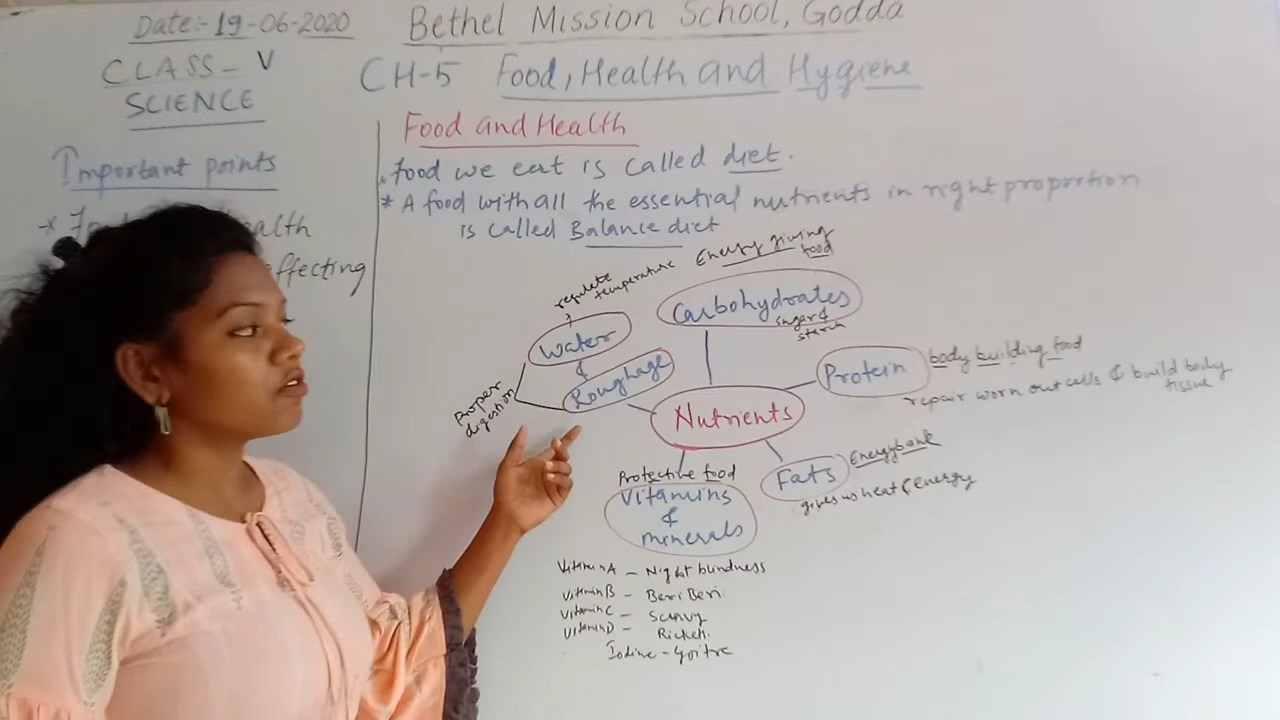 Date:- 19-06-2020
Bethel Mission School, Godda
CLASS- V
SCIENCE
CH-5 Food, Health and Hygiene
Important points
Food and Health
Food we eat is called diet.
* A food with all the essential nutrients in right proportion
is called Balance diet
alth
ffecting
regulate
temperature
Energy giving
food
Water
&
Roughage
Proper
digestion
Carbohydrates
sugar &
starch
Protein
body building food
repair worn out cells & build body
tissue
Nutrients
Fats
Energy bank
gives us heat & energy
Protective food
Vitamins
&
minerals
Vitamin A - Night blindness
Vitamin B - Beri Beri
Vitamin C - Scurvy
Vitamin D - Rickets
Iodine - Goitre